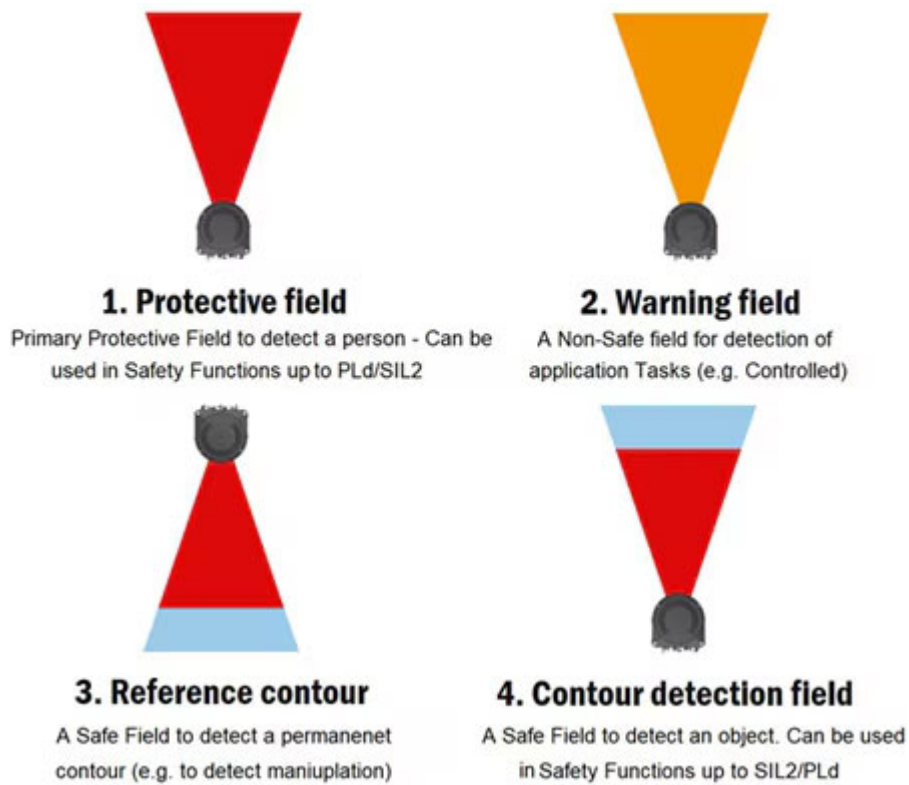 1. Protective field
Primary Protective Field to detect a person - Can be
used in Safety Functions up to PLd/SIL2
2. Warning field
A Non-Safe field for detection of
application Tasks (e.g. Controlled)
3. Reference contour
A Safe Field to detect a permanenet
contour (e.g. to detect maniuplation)
4. Contour detection field
A Safe Field to detect an object. Can be used
in Safety Functions up to SIL2/PLd